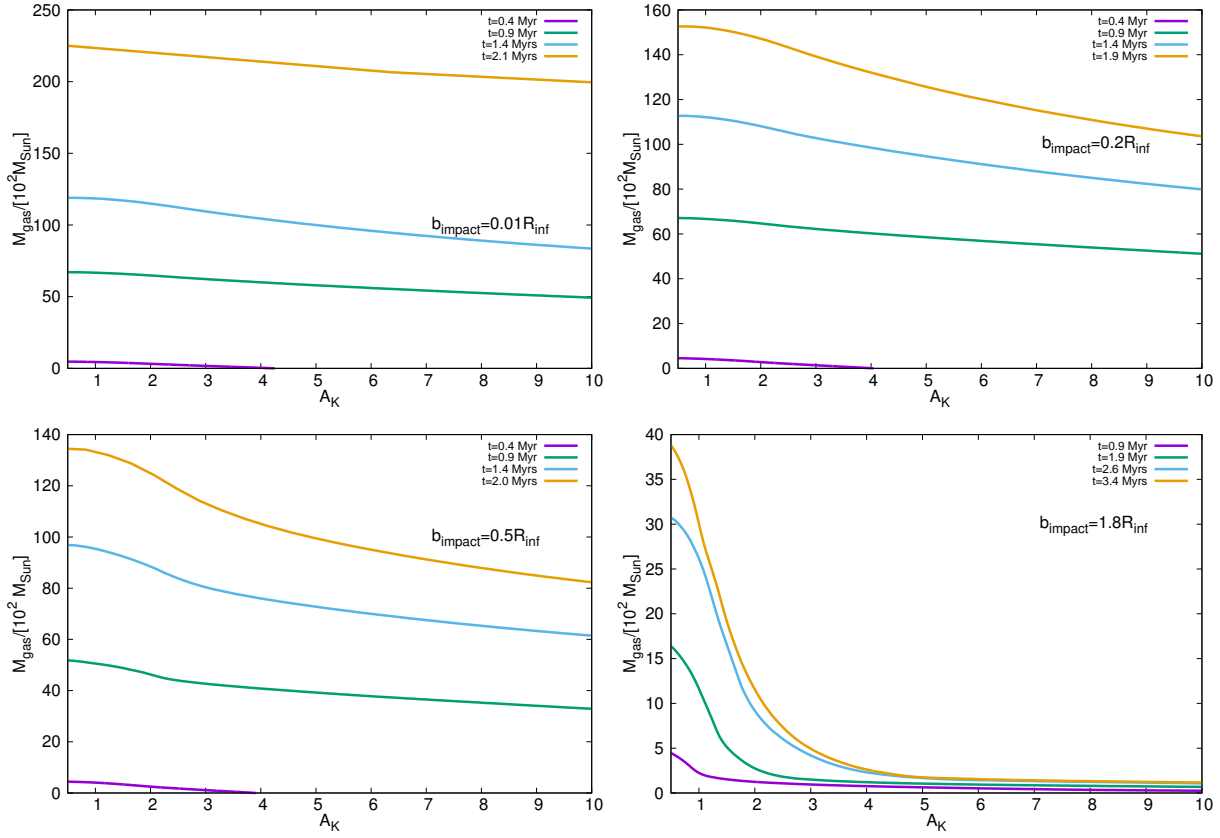 t=0.4 Myr
t=0.9 Myr
t=1.4 Myrs
t=2.1 Myrs
b_impact=0.01R_inf
M_gas/[10^2 M_Sun]
250
200
150
100
50
0
1 2 3 4 5 6 7 8 9 10
A_K
t=0.4 Myr
t=0.9 Myr
t=1.4 Myrs
t=1.9 Myrs
b_impact=0.2R_inf
M_gas/[10^2 M_Sun]
160
140
120
100
80
60
40
20
0
1 2 3 4 5 6 7 8 9 10
A_K
t=0.4 Myr
t=0.9 Myr
t=1.4 Myrs
t=2.0 Myrs
b_impact=0.5R_inf
M_gas/[10^2 M_Sun]
140
120
100
80
60
40
20
0
1 2 3 4 5 6 7 8 9 10
A_K
t=0.9 Myr
t=1.9 Myr
t=2.6 Myrs
t=3.4 Myrs
b_impact=1.8R_inf
M_gas/[10^2 M_Sun]
40
35
30
25
20
15
10
5
0
1 2 3 4 5 6 7 8 9 10
A_K